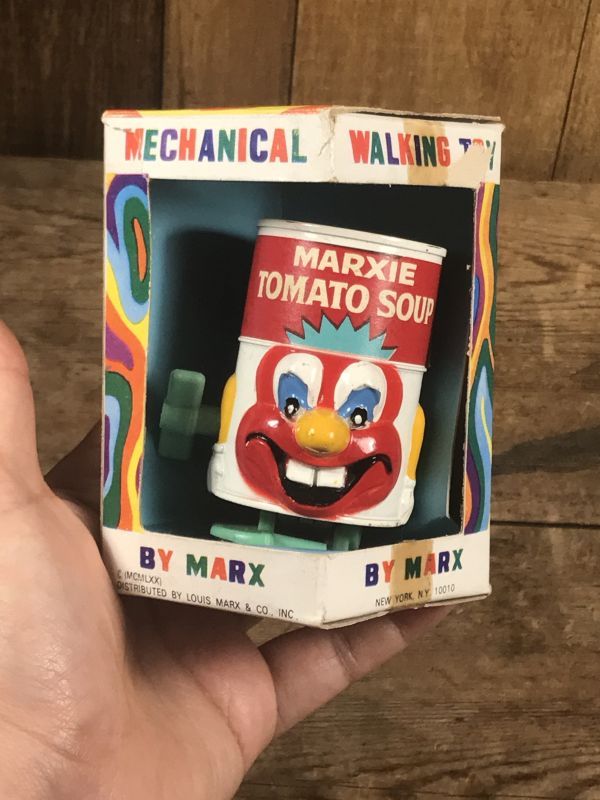 MECHANICAL WALKING TOY
MARXIE
TOMATO SOUP
BY MARX
BY MARX
C (MCMLXX)
DISTRIBUTED BY LOUIS MARX & CO., INC.
NEW YORK, N.Y. 10010